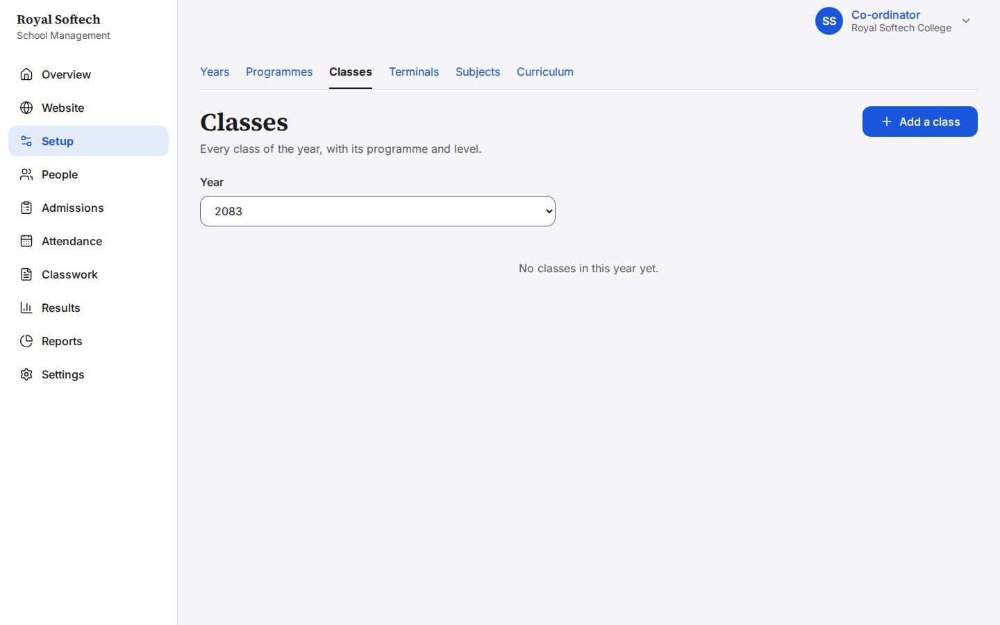 Royal Softech
School Management
Overview
Website
Setup
People
Admissions
Attendance
Classwork
Results
Reports
Settings
SS
Co-ordinator
Royal Softech College
Years
Programmes
Classes
Terminals
Subjects
Curriculum
Classes
Add a class
Every class of the year, with its programme and level.
Year
2083
No classes in this year yet.